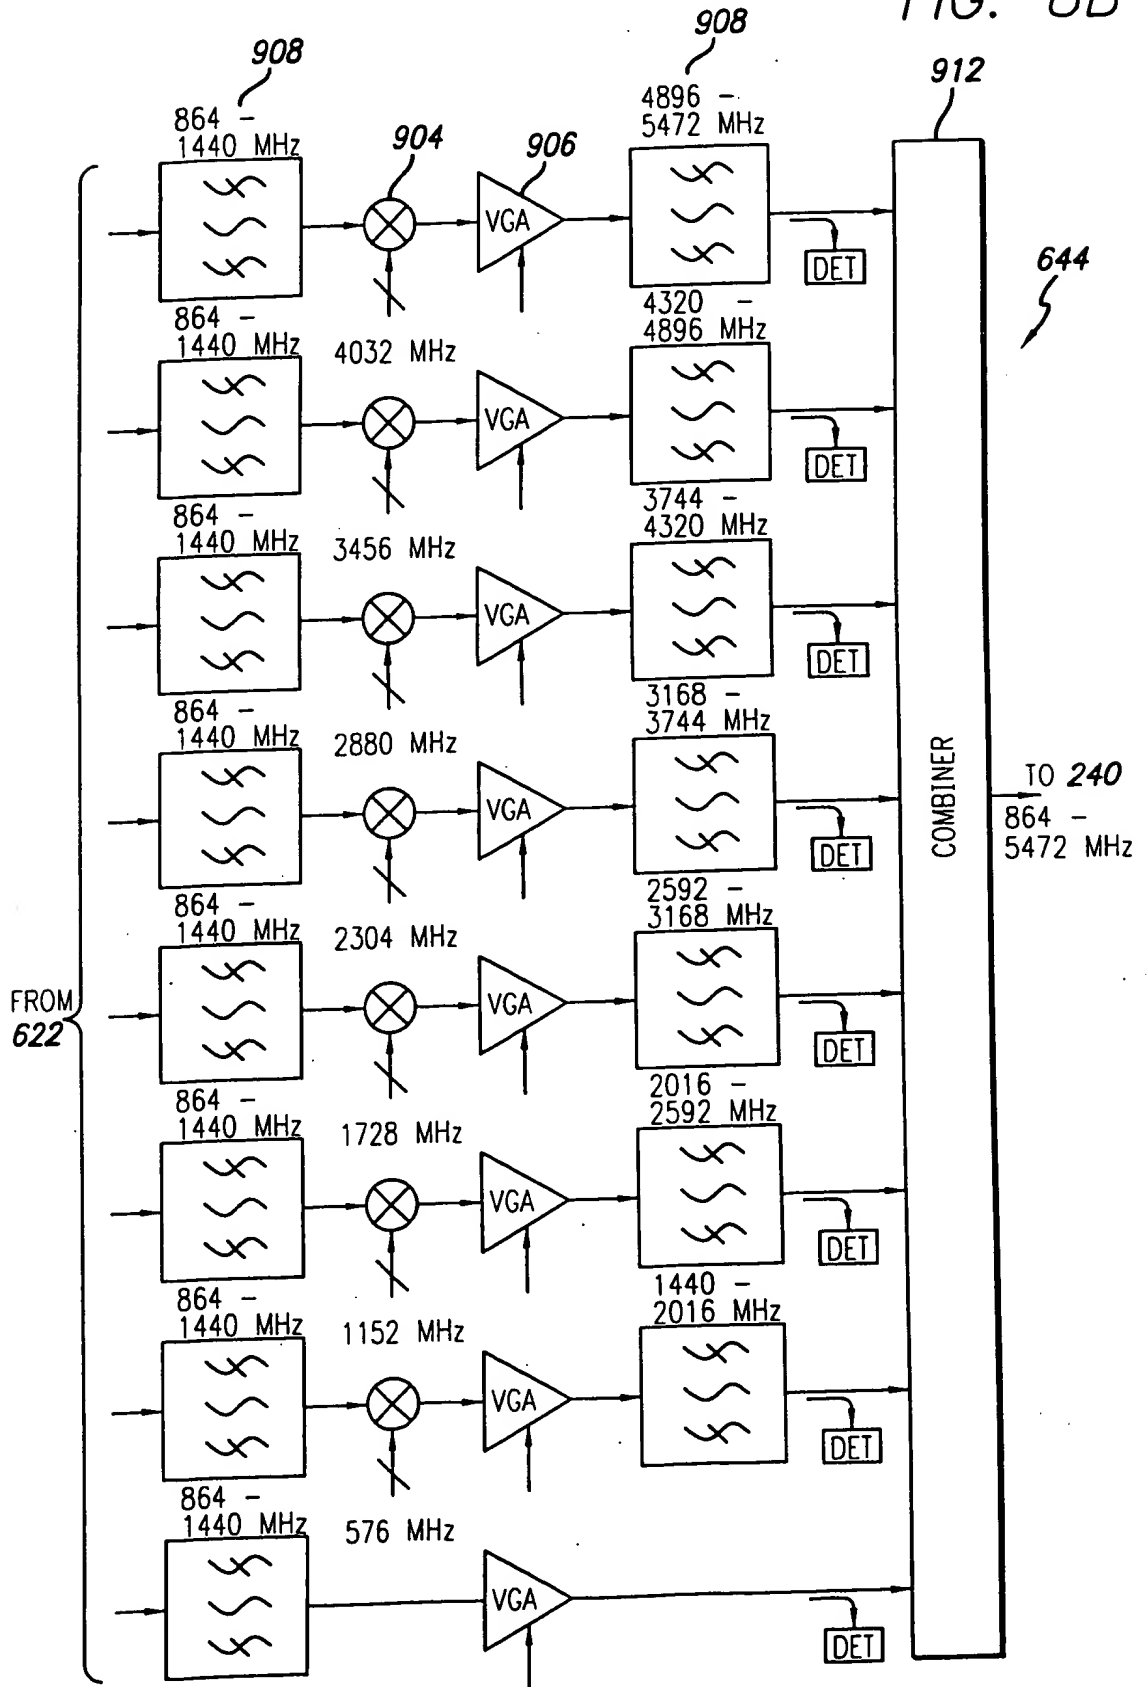 FIG. 8B
908
908
912
864 -
1440 MHz
904
906
4896 -
5472 MHz
VGA
DET
644
864 -
1440 MHz
4032 MHz
4320 -
4896 MHz
VGA
DET
864 -
1440 MHz
3456 MHz
3744 -
4320 MHz
VGA
DET
864 -
1440 MHz
2880 MHz
3168 -
3744 MHz
VGA
DET
COMBINER
TO 240
864 -
5472 MHz
864 -
1440 MHz
2304 MHz
2592 -
3168 MHz
VGA
DET
FROM
622
864 -
1440 MHz
1728 MHz
2016 -
2592 MHz
VGA
DET
864 -
1440 MHz
1152 MHz
1440 -
2016 MHz
VGA
DET
864 -
1440 MHz
576 MHz
VGA
DET